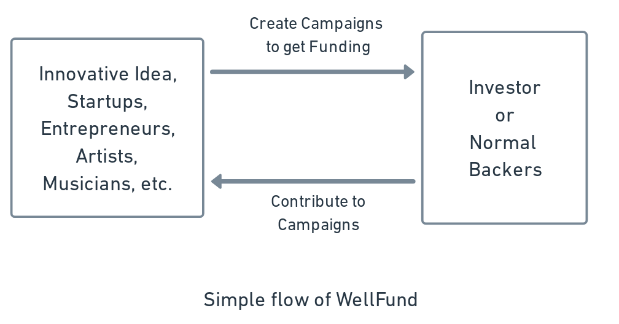 Create Campaigns
to get Funding
Innovative Idea,
Startups,
Entrepreneurs,
Artists,
Musicians, etc.
Investor
or
Normal
Backers
Contribute to
Campaigns
Simple flow of WellFund